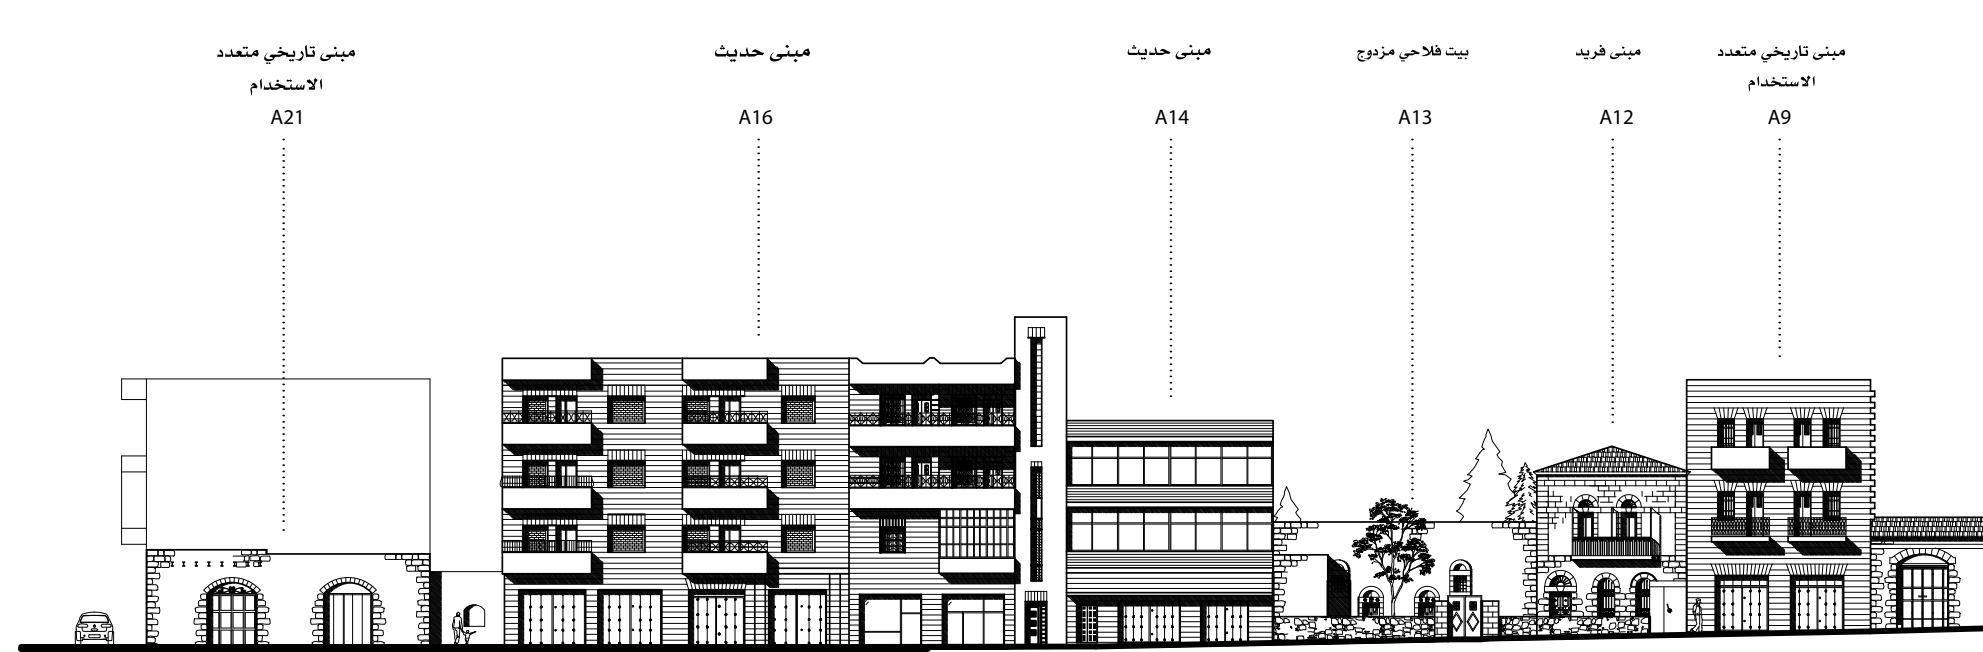 مبنى تاريخي متعدد
الاستخدام
A21
مبنى حديث
A16
مبنى حديث
A14
بيت فلاحي مزدوج
A13
مبنى فريد
A12
مبنى تاريخي متعدد
الاستخدام
A9